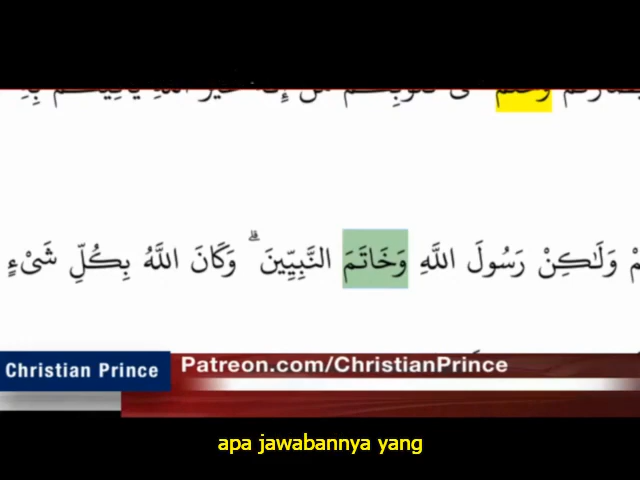 وَلَٰكِنْ رَسُولَ اللَّهِ وَخَاتَمَ النَّبِيِّينَ ۗ وَكَانَ اللَّهُ بِكُلِّ شَيْءٍ
Christian Prince
Patreon.com/ChristianPrince
apa jawabannya yang